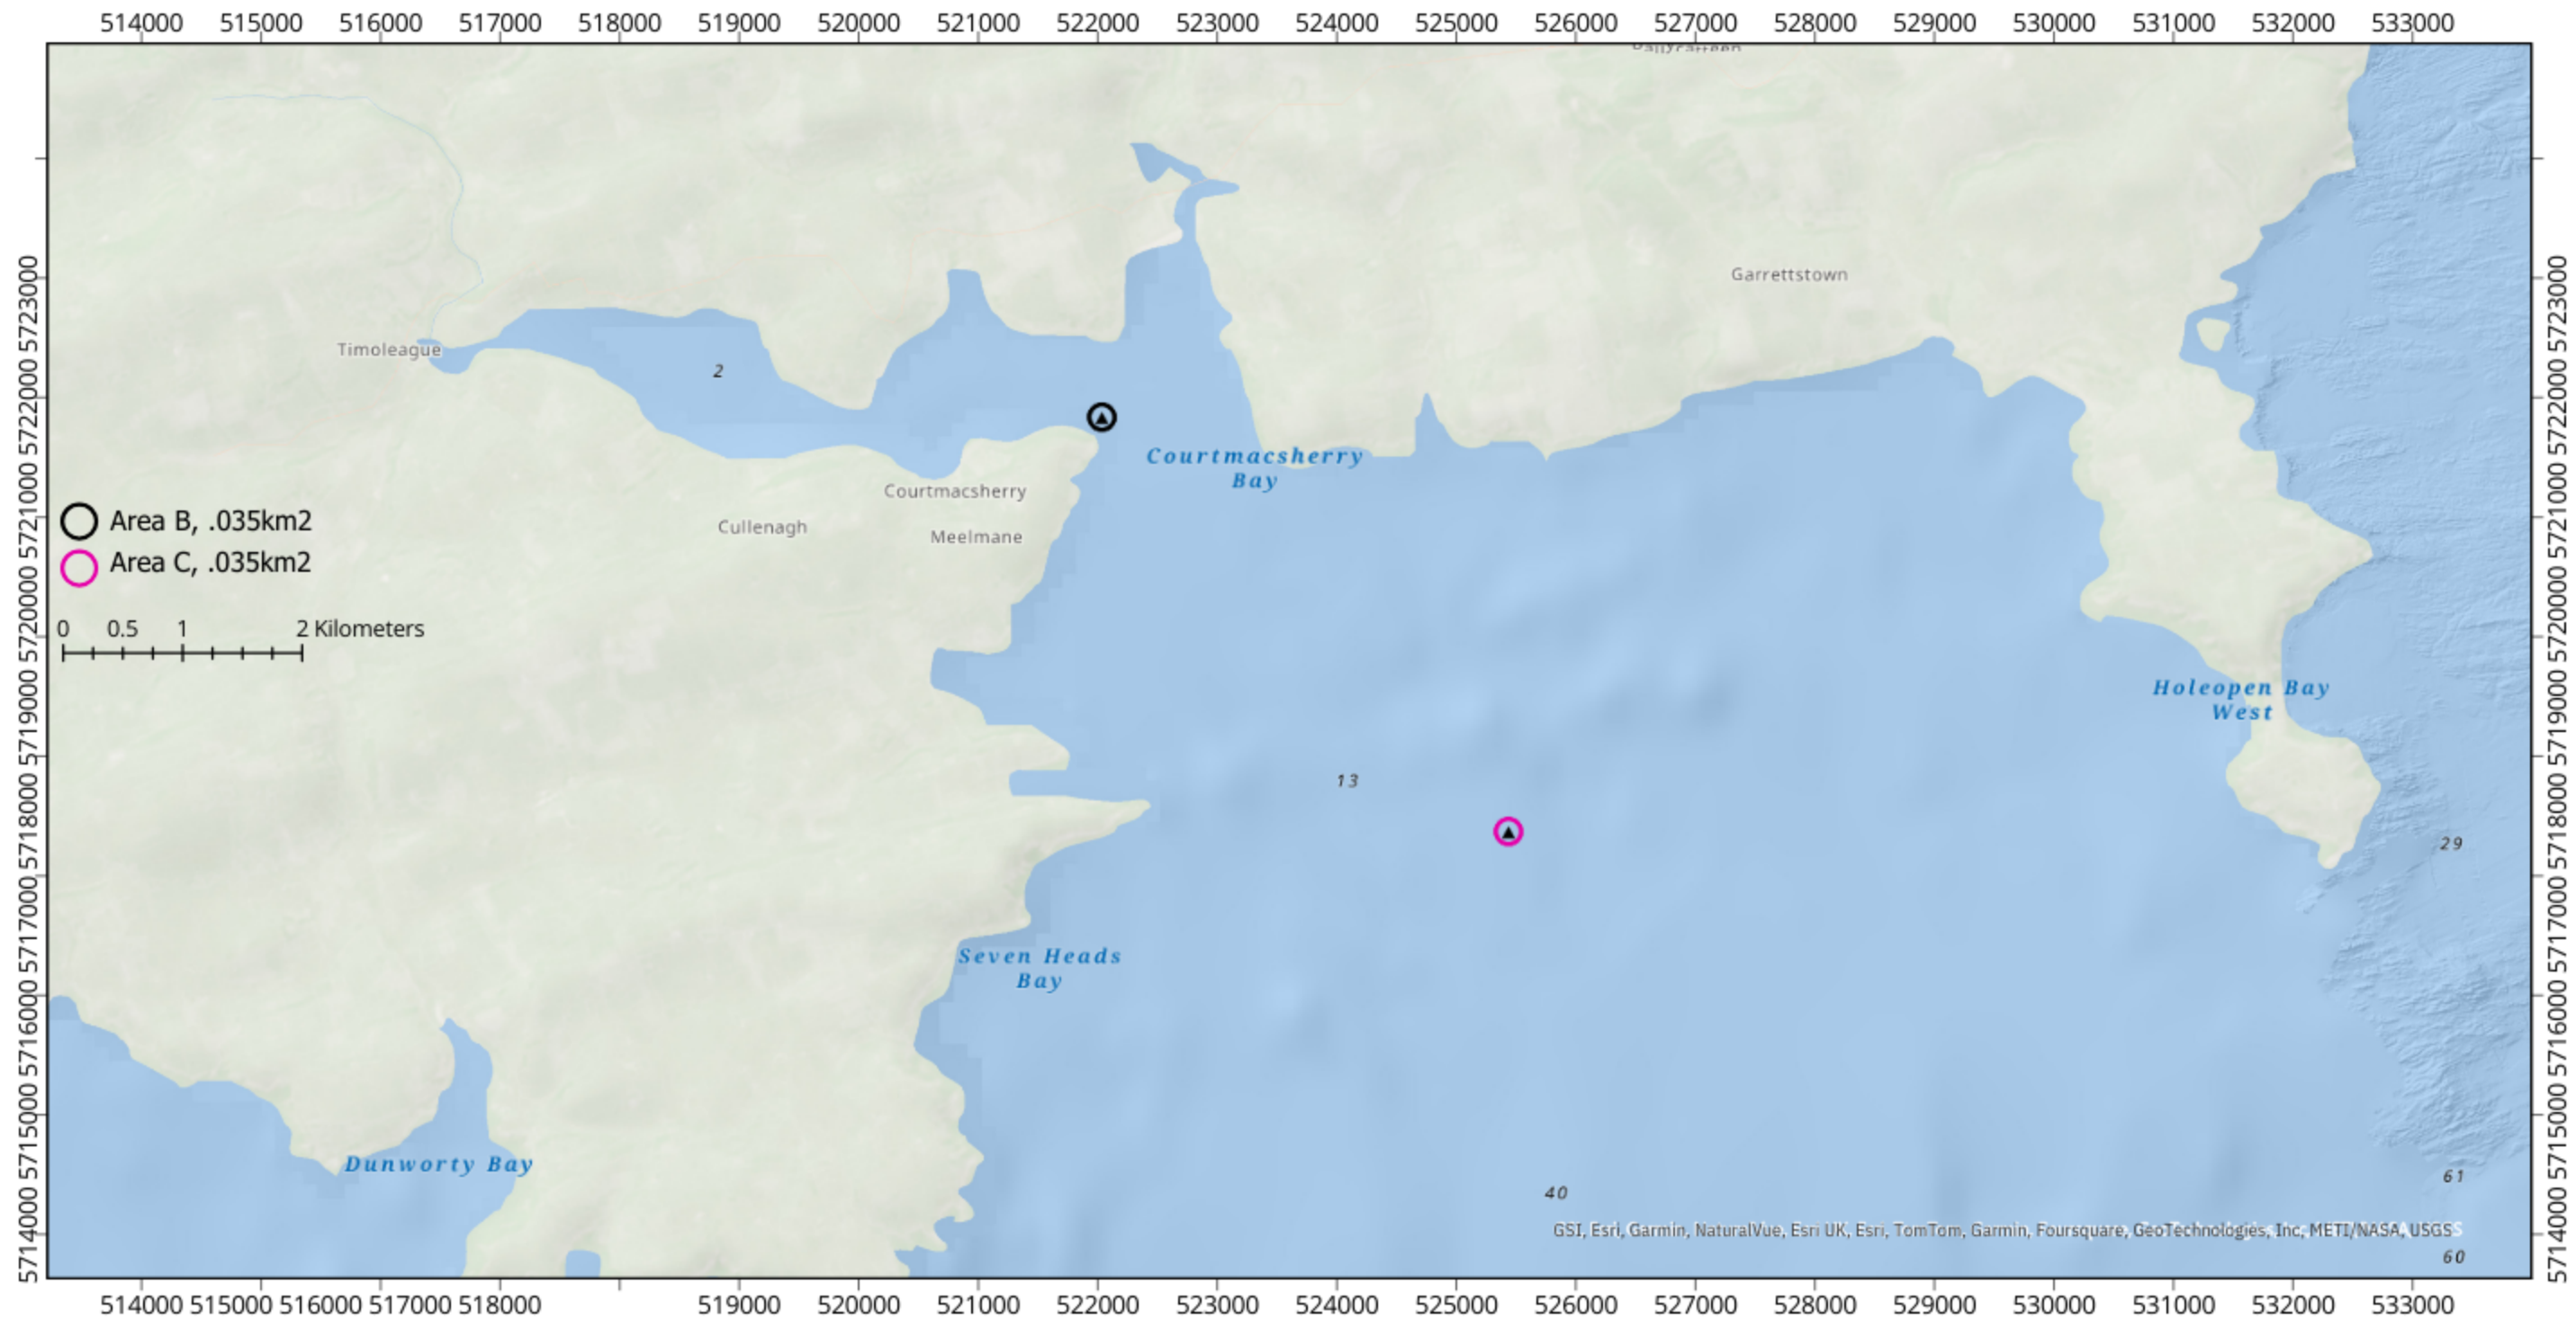 514000 515000 516000 517000 518000 519000 520000 521000 522000 523000 524000 525000 526000 527000 528000 529000 530000 531000 532000 533000
5714000 5715000 5716000 5717000 5718000 5719000 5720000 5721000 5722000 5723000
Garrettstown
Timoleague
2
Courtmacsherry
Bay
Courtmacsherry
Cullenagh
Meelmane
Area B, .035km2
Area C, .035km2
0 0.5 1 2 Kilometers
Holeopen Bay
West
13
29
Seven Heads
Bay
Dunworty Bay
40
61
GSI, Esri, Garmin, NaturalVue, Esri UK, Esri, TomTom, Garmin, Foursquare, GeoTechnologies, Inc, METI/NASA, USGS
60
5714000 5715000 5716000 5717000 5718000 5719000 5720000 5721000 5722000 5723000
514000 515000 516000 517000 518000 519000 520000 521000 522000 523000 524000 525000 526000 527000 528000 529000 530000 531000 532000 533000